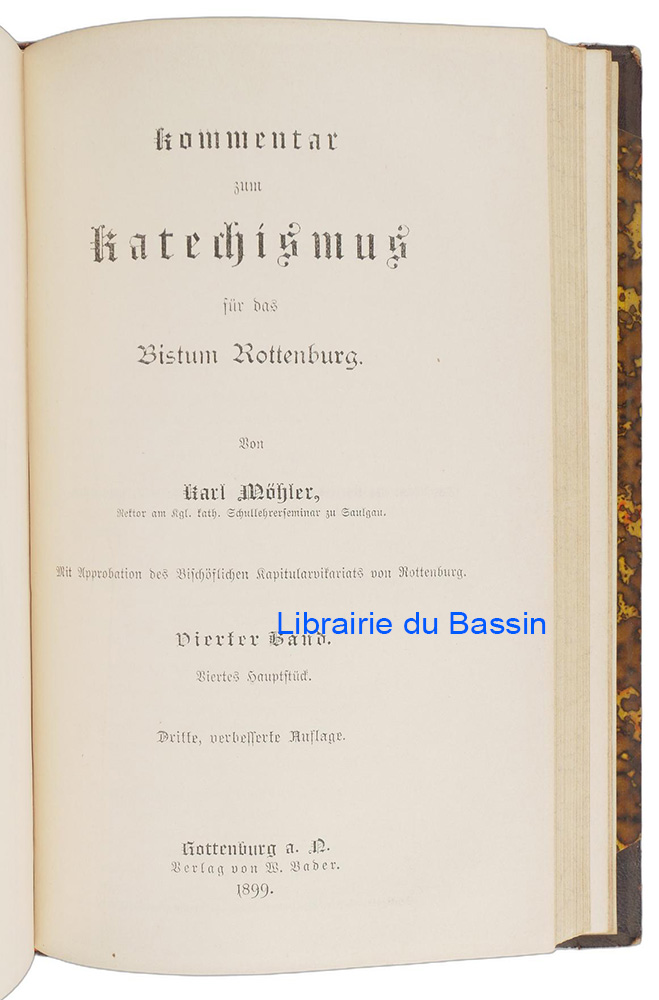 Kommentar
zum
Katechismus
für das
Bistum Rottenburg.
Von
Karl Möhler,
Rektor am Kgl. kath. Schullehrerseminar zu Saulgau.
Mit Approbation des Bischöflichen Kapitularvikariats von Rottenburg.
Librairie du Bassin
Vierter Band.
Viertes Hauptstück.
Dritte, verbesserte Auflage.
Rottenburg a. N.
Verlag von W. Bader.
1899.